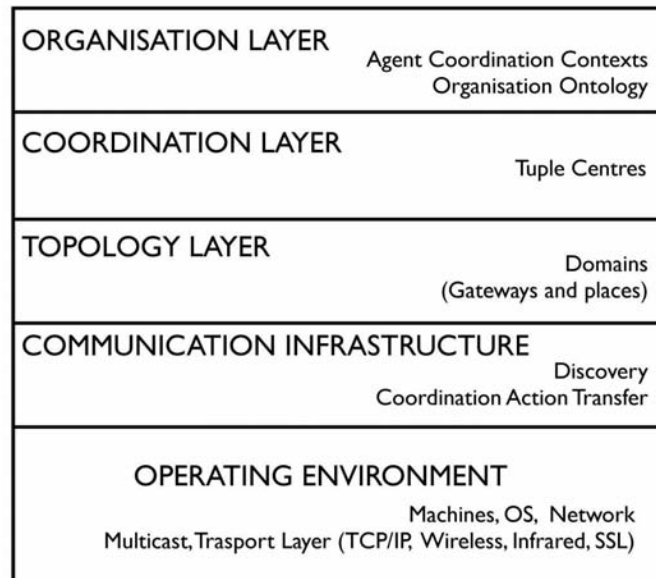 ORGANISATION LAYER
Agent Coordination Contexts
Organisation Ontology
COORDINATION LAYER
Tuple Centres
TOPOLOGY LAYER
Domains
(Gateways and places)
COMMUNICATION INFRASTRUCTURE
Discovery
Coordination Action Transfer
OPERATING ENVIRONMENT
Machines, OS, Network
Multicast, Trasport Layer (TCP/IP, Wireless, Infrared, SSL)